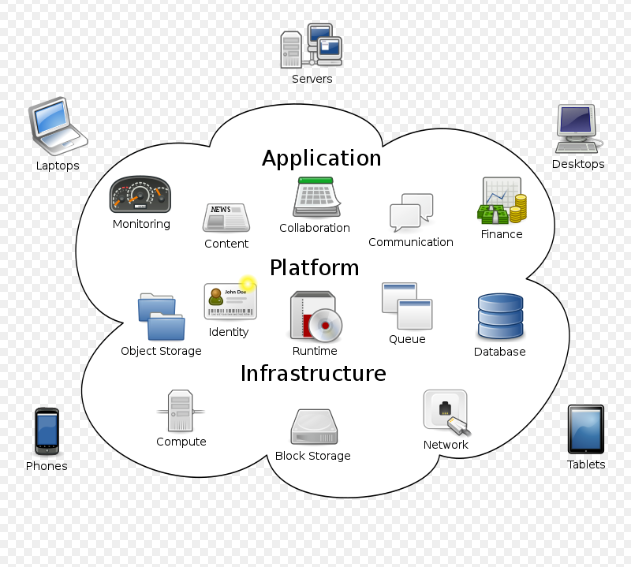 Servers
Laptops
Desktops
Application
Monitoring
NEWS
Content
Collaboration
Communication
Finance
Platform
Object Storage
John Doe
Identity
Runtime
Queue
Database
Infrastructure
Compute
Block Storage
Network
Phones
Tablets